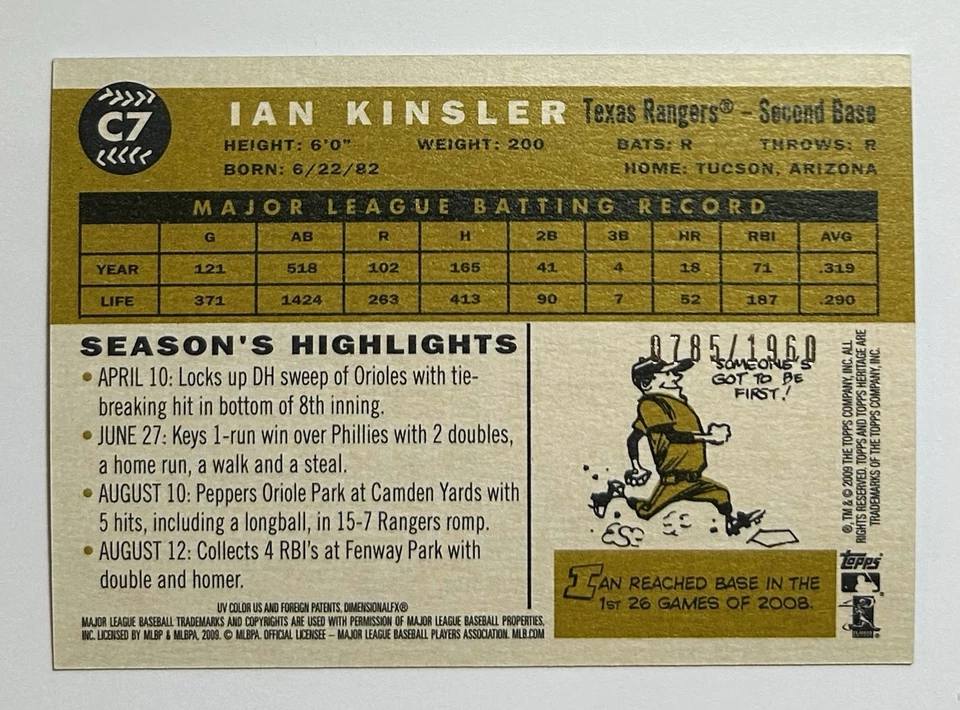 C7
IAN KINSLER Texas Rangers® – Second Base
HEIGHT: 6'0" WEIGHT: 200 BATS: R THROWS: R
BORN: 6/22/82 HOME: TUCSON, ARIZONA
MAJOR LEAGUE BATTING RECORD
G AB R H 2B 3B HR RBI AVG
YEAR 121 518 102 165 41 4 18 71 .319
LIFE 371 1424 263 413 90 7 52 187 .290
SEASON'S HIGHLIGHTS
• APRIL 10: Locks up DH sweep of Orioles with tie-
breaking hit in bottom of 8th inning.
• JUNE 27: Keys 1-run win over Phillies with 2 doubles,
a home run, a walk and a steal.
• AUGUST 10: Peppers Oriole Park at Camden Yards with
5 hits, including a longball, in 15-7 Rangers romp.
• AUGUST 12: Collects 4 RBI's at Fenway Park with
double and homer.
UV COLOR US AND FOREIGN PATENTS. DIMENSIONALFX®
MAJOR LEAGUE BASEBALL TRADEMARKS AND COPYRIGHTS ARE USED WITH PERMISSION OF MAJOR LEAGUE BASEBALL PROPERTIES,
INC. LICENSED BY MLBP & MLBPA, 2009. © MLBPA. OFFICIAL LICENSEE – MAJOR LEAGUE BASEBALL PLAYERS ASSOCIATION. MLB.COM
0785/1960
SOMEONE'S
GOT TO BE
FIRST!
IAN REACHED BASE IN THE
1ST 26 GAMES OF 2008.
®, TM & © 2009 THE TOPPS COMPANY, INC. ALL
RIGHTS RESERVED. TOPPS AND TOPPS HERITAGE ARE
TRADEMARKS OF THE TOPPS COMPANY, INC.
topps